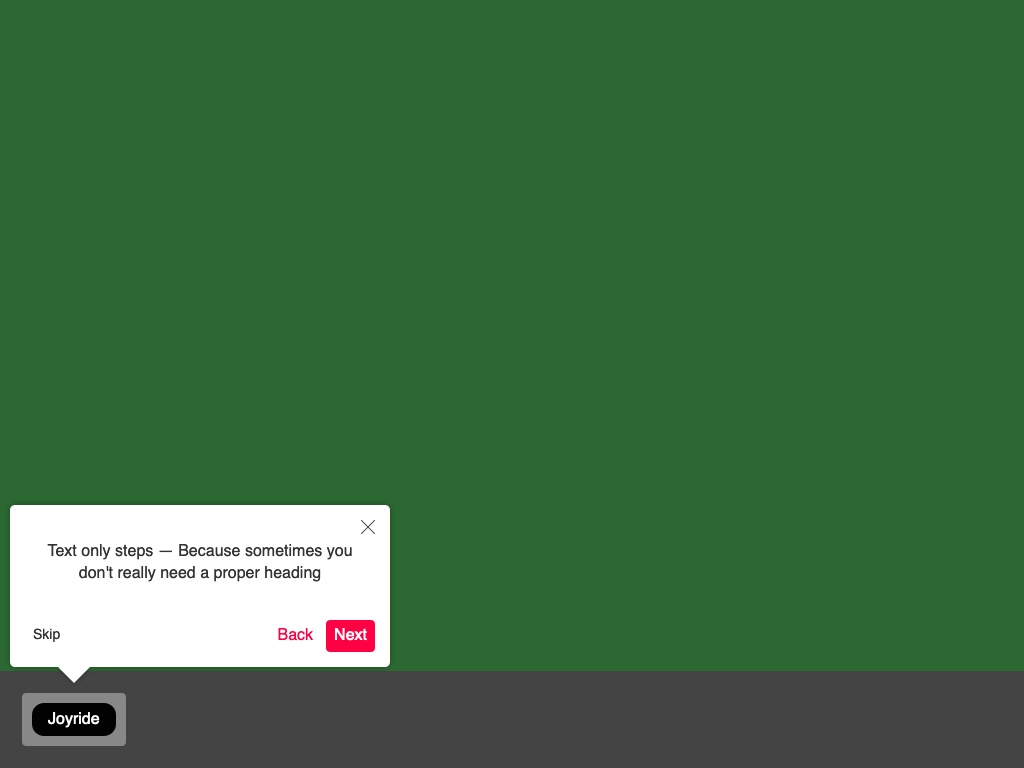 Text only steps — Because sometimes you
don't really need a proper heading
Skip
Back
Next
Joyride